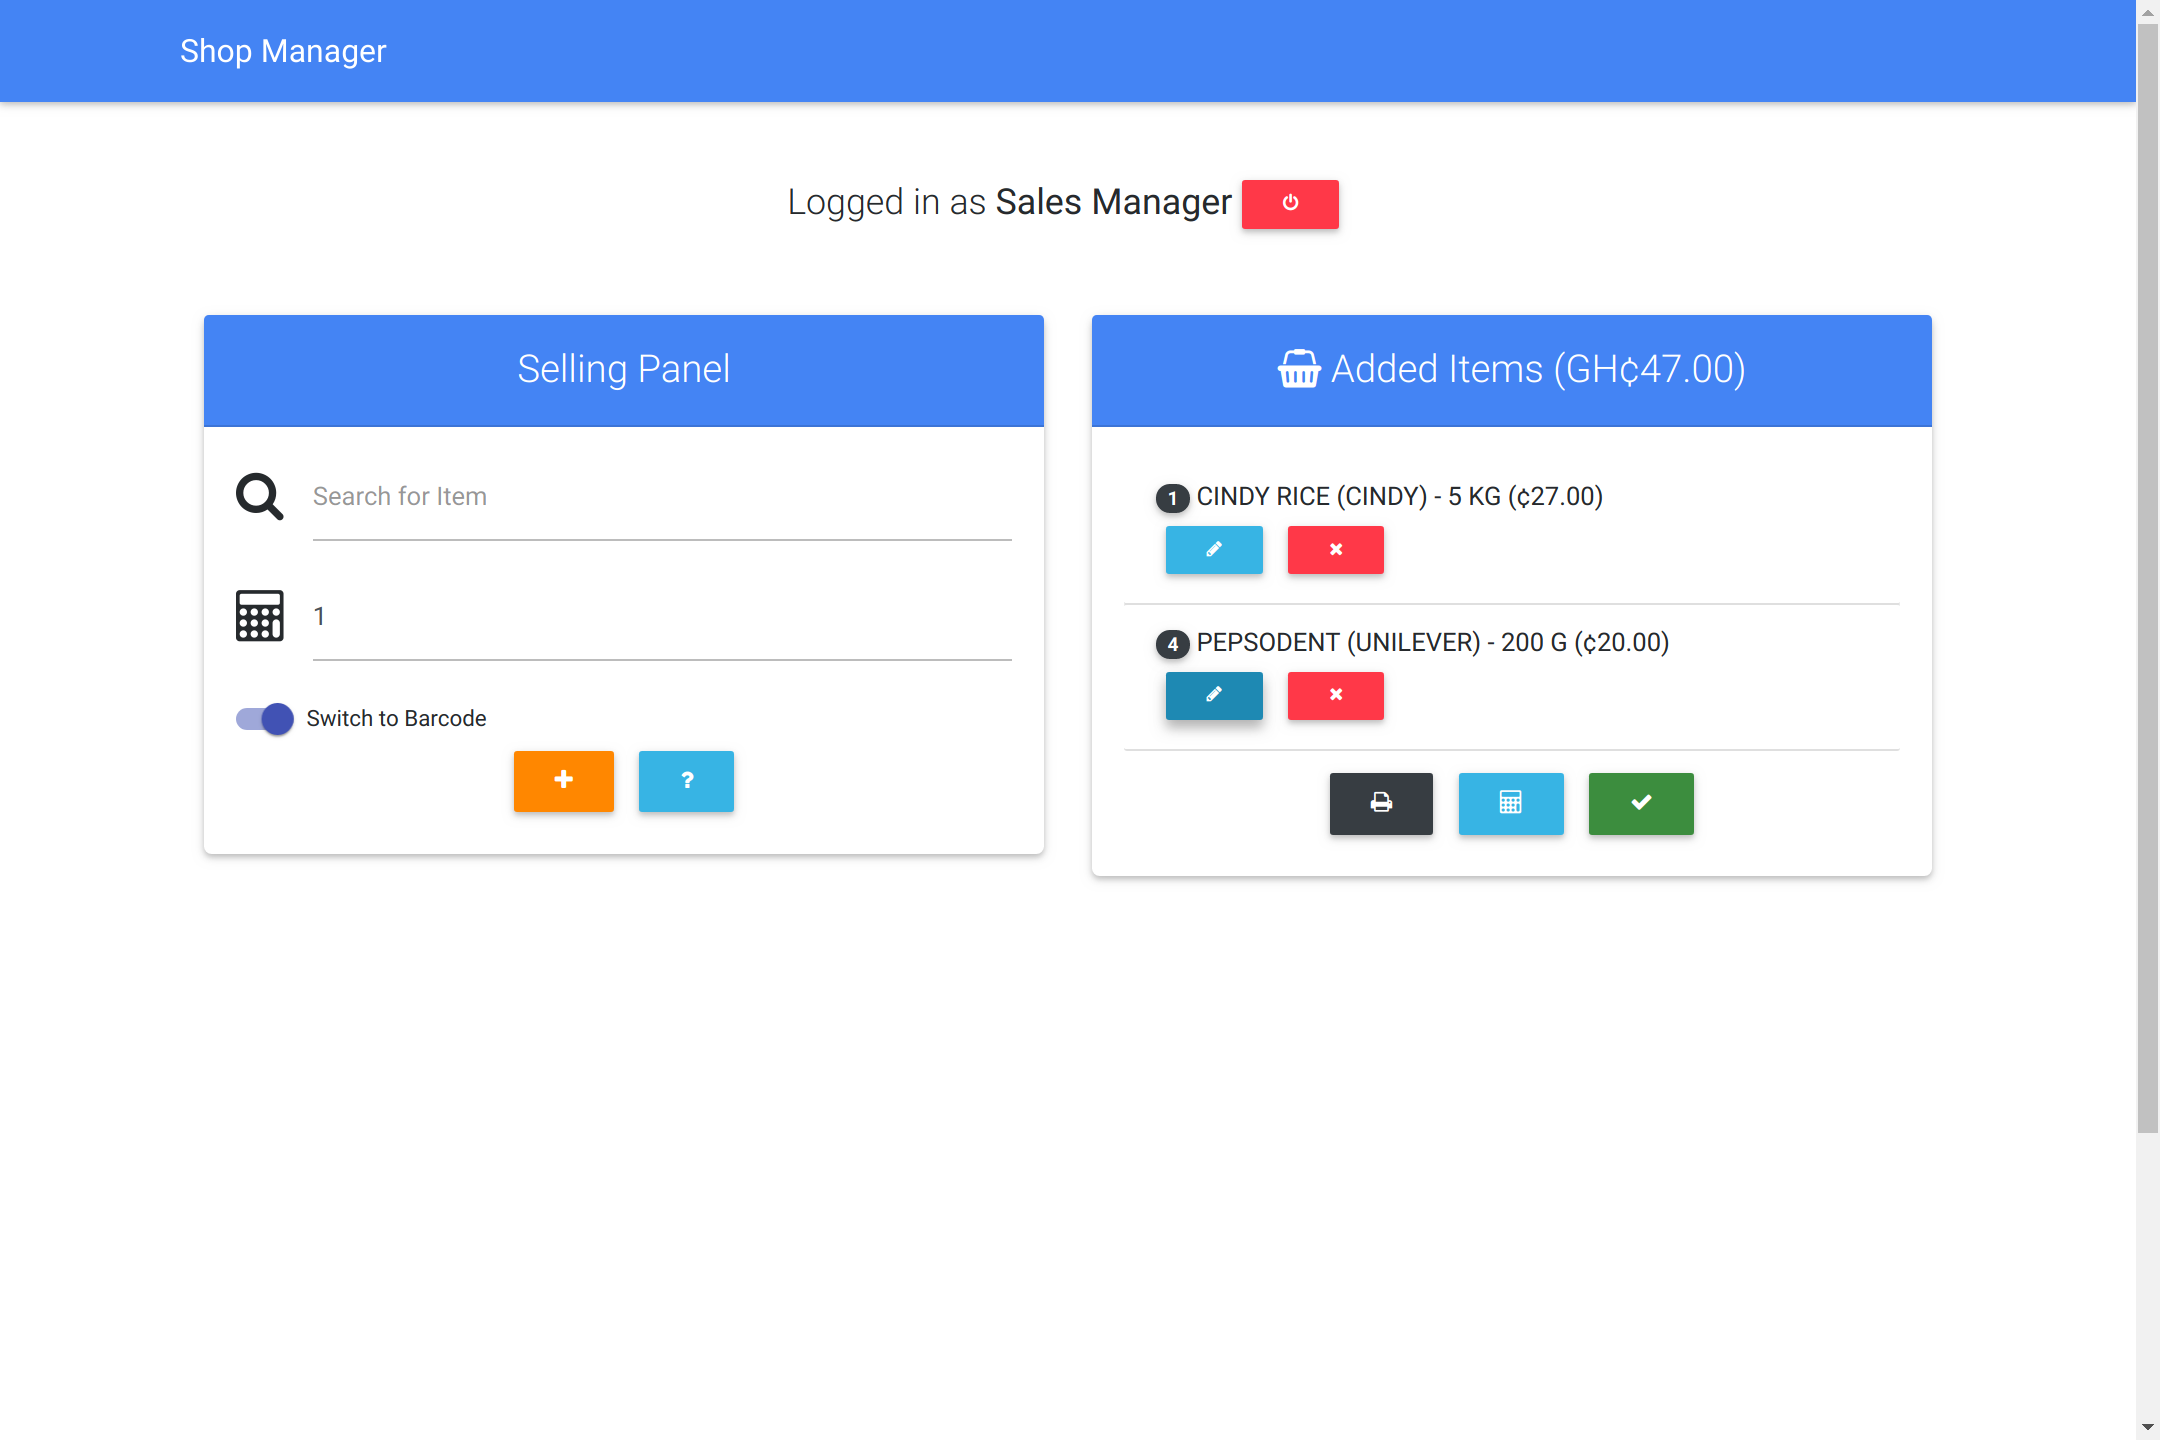 Shop Manager
Logged in as Sales Manager
Selling Panel
Search for Item
1
Switch to Barcode
?
Added Items (GH¢47.00)
1 CINDY RICE (CINDY) - 5 KG (¢27.00)
4 PEPSODENT (UNILEVER) - 200 G (¢20.00)